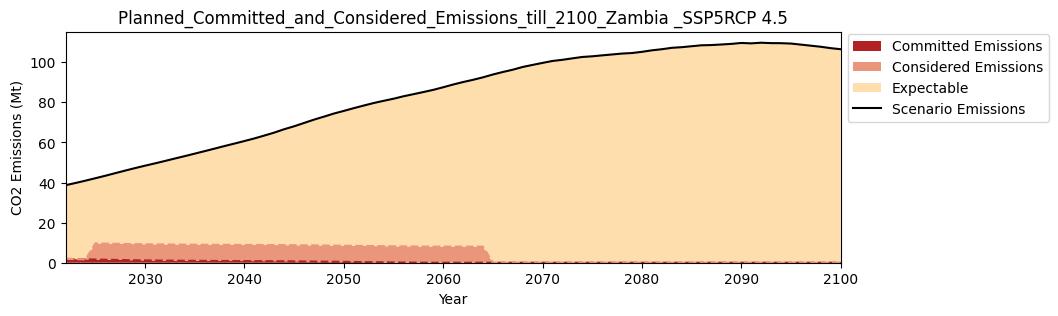 Planned_Committed_and_Considered_Emissions_till_2100_Zambia _SSP5RCP 4.5
Committed Emissions
Considered Emissions
Expectable
Scenario Emissions
CO2 Emissions (Mt)
100
80
60
40
20
0
2030 2040 2050 2060 2070 2080 2090 2100
Year